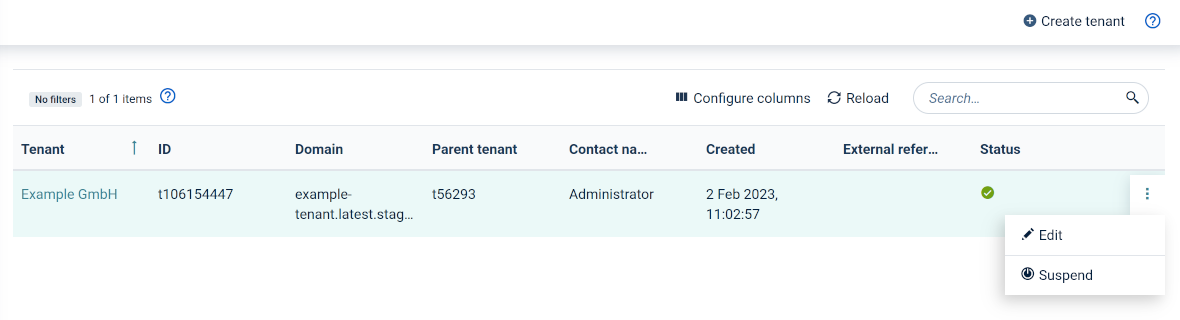 Create tenant
No filters 1 of 1 items Configure columns Reload Search...
Tenant ID Domain Parent tenant Contact na... Created External refer... Status
Example GmbH t106154447 example- t56293 Administrator 2 Feb 2023,
tenant.latest.stag... 11:02:57
Edit
Suspend